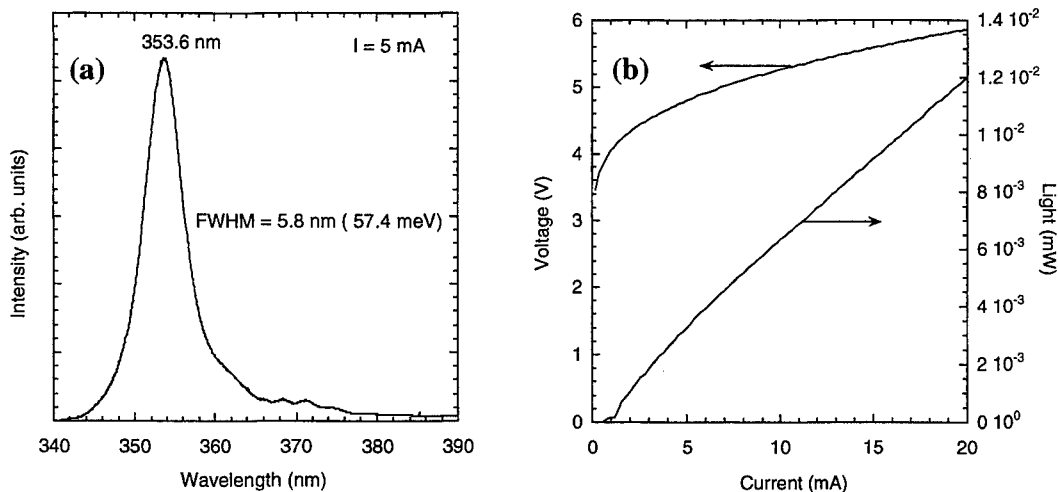 (a)
353.6 nm
I = 5 mA
FWHM = 5.8 nm ( 57.4 meV)
Intensity (arb. units)
340 350 360 370 380 390
Wavelength (nm)
(b)
6
5
4
3
2
1
0
Voltage (V)
1.4 10⁻²
1.2 10⁻²
1 10⁻²
8 10⁻³
6 10⁻³
4 10⁻³
2 10⁻³
0 10⁰
Light (mW)
0 5 10 15 20
Current (mA)